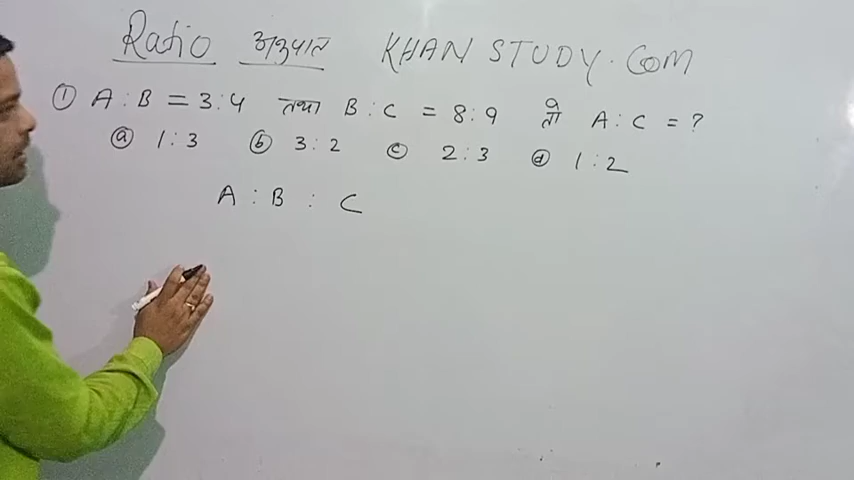 Ratio अनुपात KHAN STUDY.COM
① A : B = 3 : 4 तथा B : C = 8 : 9 तो A : C = ?
ⓐ 1 : 3 ⓑ 3 : 2 ⓒ 2 : 3 ⓓ 1 : 2
A : B : C